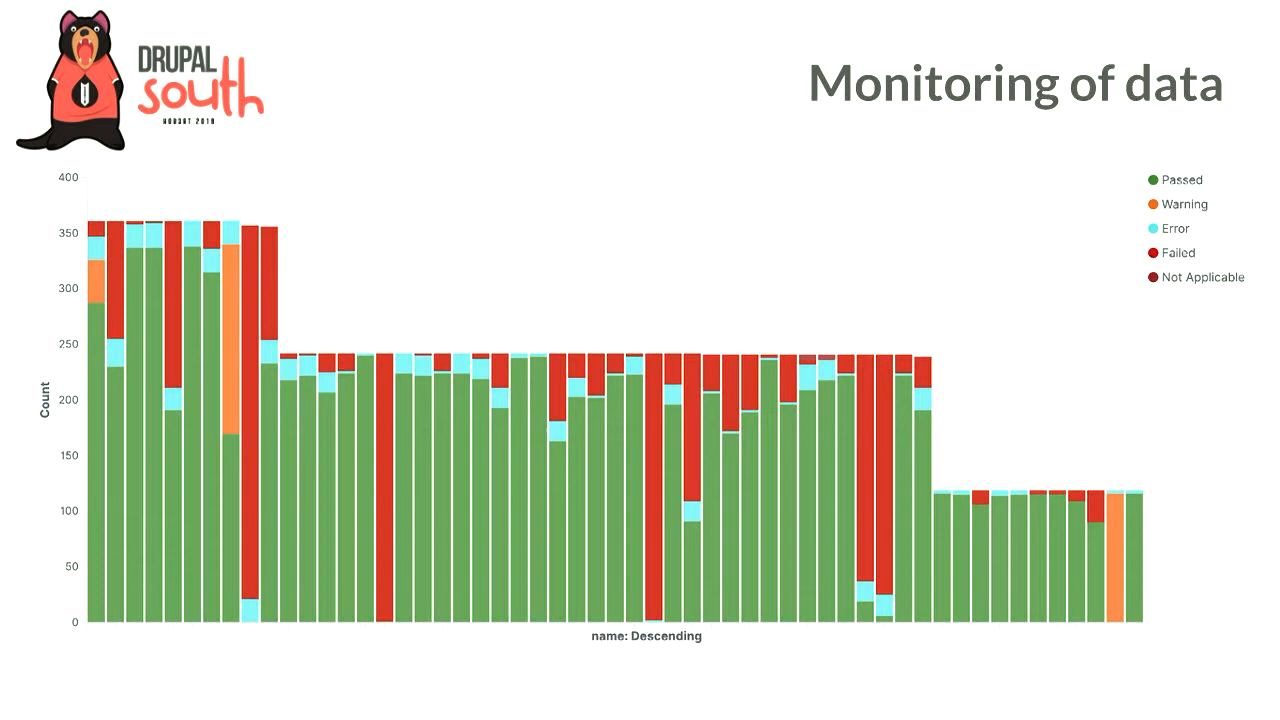 DRUPAL
south
HOBART 2019
Monitoring of data
400
350
300
250
200
150
100
50
0
Count
name: Descending
Passed
Warning
Error
Failed
Not Applicable